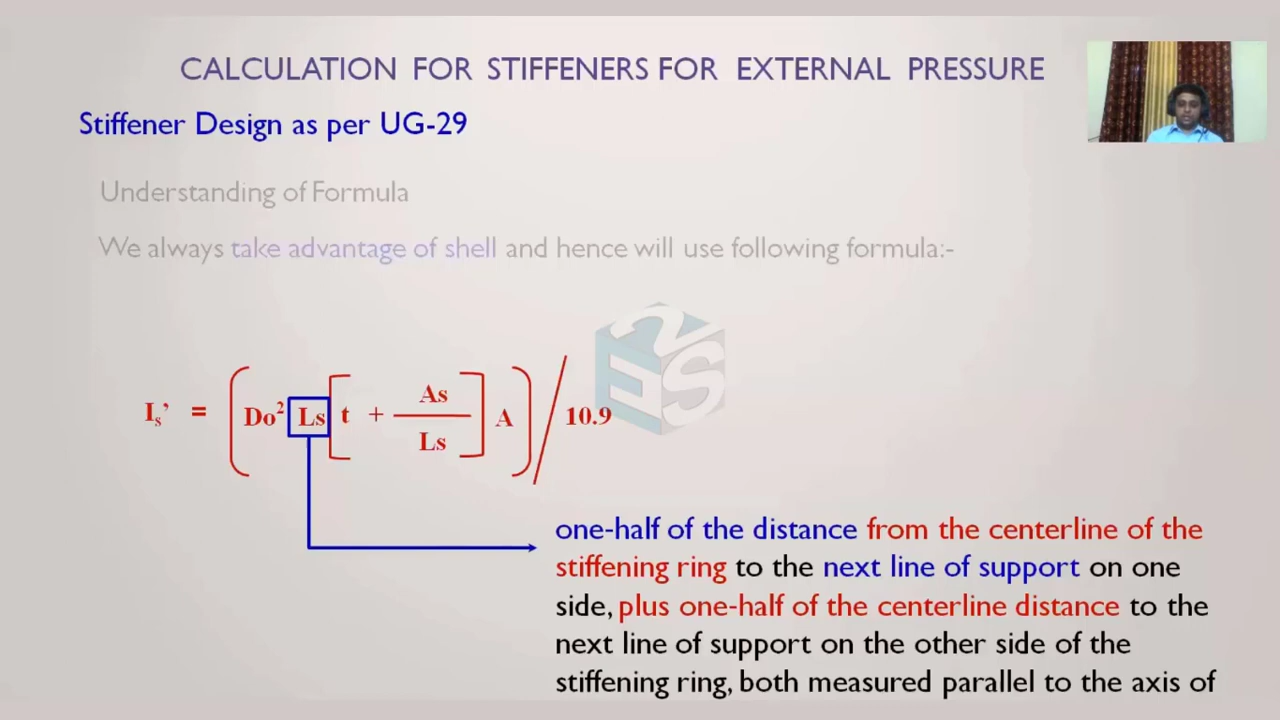 CALCULATION FOR STIFFENERS FOR EXTERNAL PRESSURE
Stiffener Design as per UG-29
Understanding of Formula
We always take advantage of shell and hence will use following formula:-
Is' = ( Do² Ls [ t + As / Ls ] A ) / 10.9
one-half of the distance from the centerline of the
stiffening ring to the next line of support on one
side, plus one-half of the centerline distance to the
next line of support on the other side of the
stiffening ring, both measured parallel to the axis of